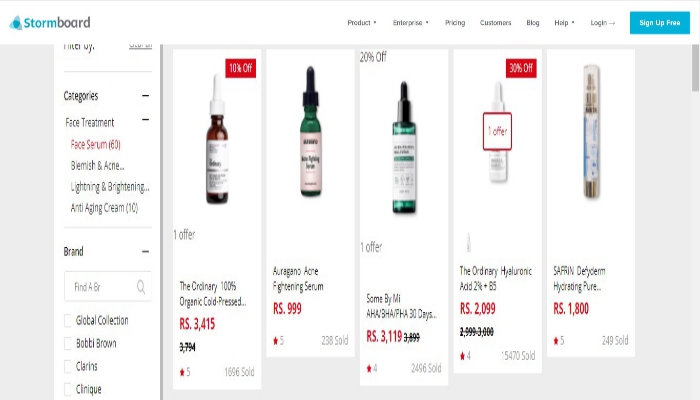 Stormboard
Product
Enterprise
Pricing
Customers
Blog
Help
Login →
Sign Up Free
Filter by:
Categories
Face Treatment
Face Serum (60)
Blemish & Acne...
Lightning & Brightening...
Anti Aging Cream (10)
Brand
Find A Br
Global Collection
Bobbi Brown
Clarins
Clinique
10% Off
1 offer
The Ordinary 100%
Organic Cold-Pressed...
RS. 3,415
3,794
5
1696 Sold
Auragano Acne
Fightening Serum
RS. 999
5
238 Sold
20% Off
1 offer
Some By Mi
AHA/BHA/PHA 30 Days...
RS. 3,119 3,899
4
2496 Sold
30% Off
1 offer
The Ordinary Hyaluronic
Acid 2% + B5
RS. 2,099
2,999-3,000
4
15470 Sold
SAFRIN Defyderm
Hydrating Pure...
RS. 1,800
5
249 Sold